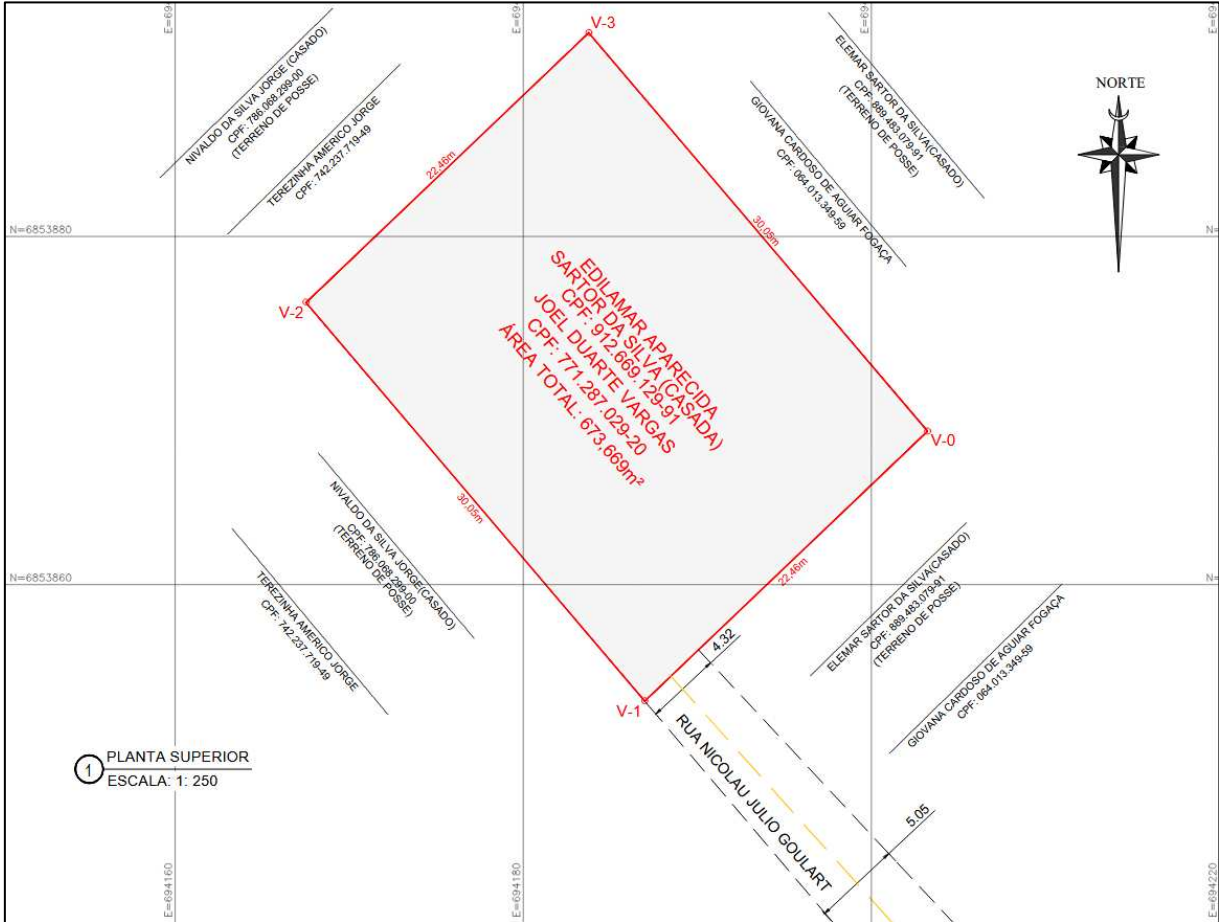 E=69
E=69
E=69
V-3
NIVALDO DA SILVA JORGE (CASADO)
CPF: 786.068.299-00
(TERRENO DE POSSE)
TEREZINHA AMERICO JORGE
CPF: 742.237.719-49
ELEMAR SARTOR DA SILVA(CASADO)
CPF: 889.483.079-91
(TERRENO DE POSSE)
GIOVANA CARDOSO DE AGUIAR FOGAÇA
CPF: 064.013.349-59
NORTE
22,46m
30,05m
N=6853880
N=
V-2
EDILAMAR APARECIDA
SARTOR DA SILVA (CASADA)
CPF: 912.669.129-91
JOEL DUARTE VARGAS
CPF: 771.287.029-20
ÁREA TOTAL: 673,669m²
V-0
30,05m
22,46m
NIVALDO DA SILVA JORGE(CASADO)
CPF: 786.068.299-00
(TERRENO DE POSSE)
TEREZINHA AMERICO JORGE
CPF: 742.237.719-49
N=6853860
N=
ELEMAR SARTOR DA SILVA(CASADO)
CPF: 889.483.079-91
(TERRENO DE POSSE)
GIOVANA CARDOSO DE AGUIAR FOGAÇA
CPF: 064.013.349-59
4.32
V-1
RUA NICOLAU JULIO GOULART
5.05
1
PLANTA SUPERIOR
ESCALA: 1: 250
E=694160
E=694180
E=694220